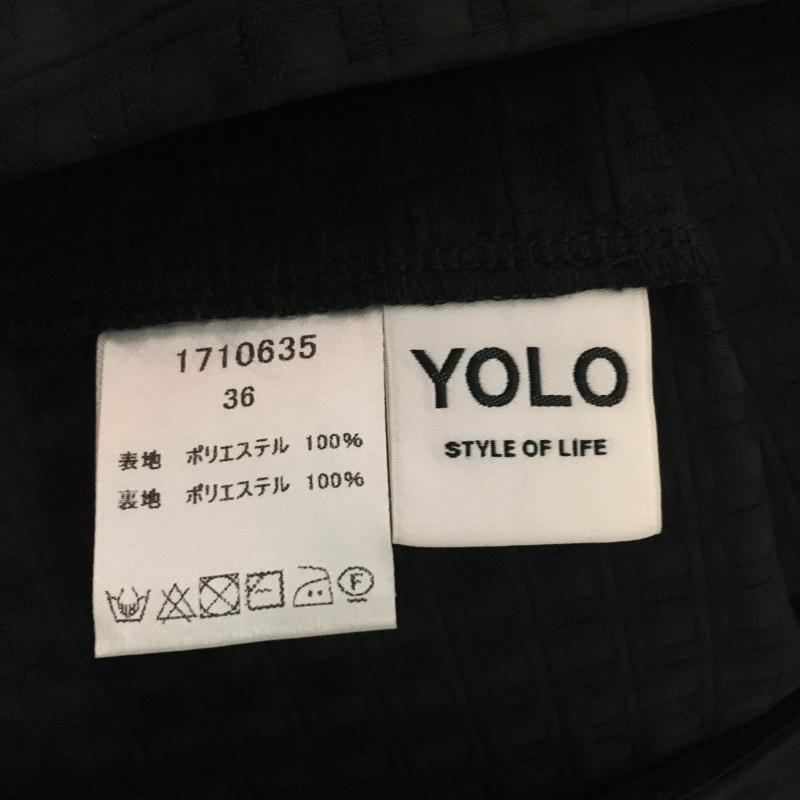 1710635
36
表地 ポリエステル 100%
裏地 ポリエステル 100%
F
YOLO
STYLE OF LIFE